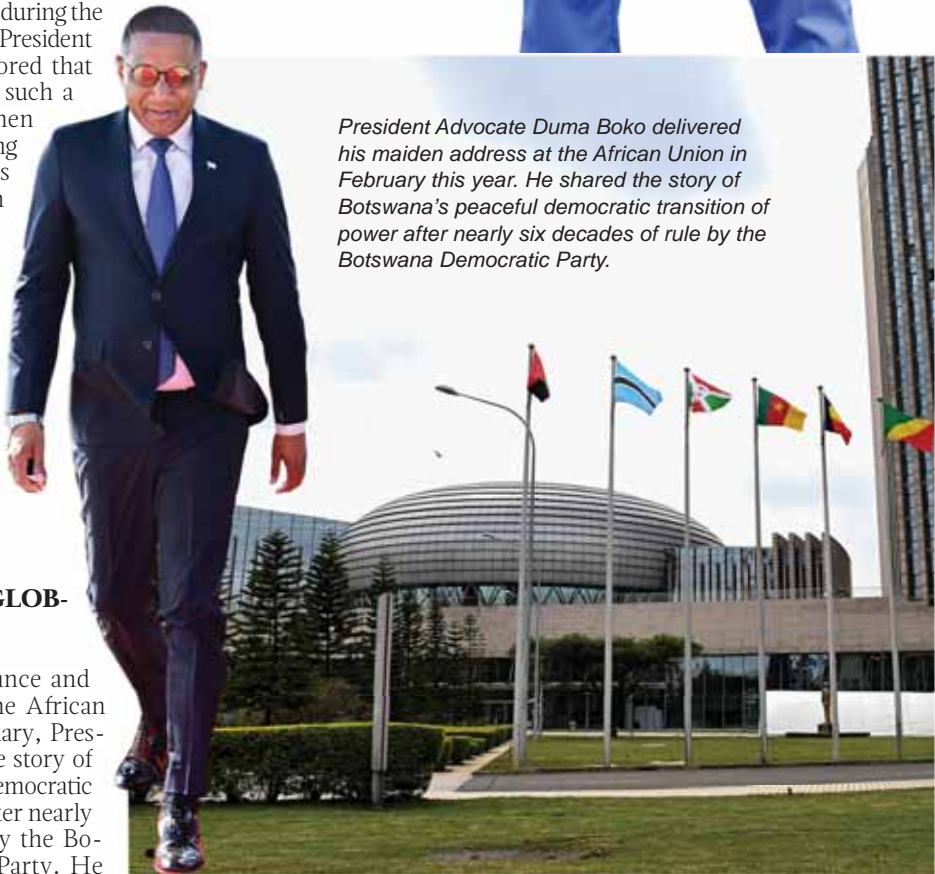 during the
President
ored that
such a
hen
ng
s
n
President Advocate Duma Boko delivered
his maiden address at the African Union in
February this year. He shared the story of
Botswana's peaceful democratic transition of
power after nearly six decades of rule by the
Botswana Democratic Party.
GLOB-
ance and
he African
ary, Pres-
e story of
emocratic
ter nearly
y the Bo-
Party. He